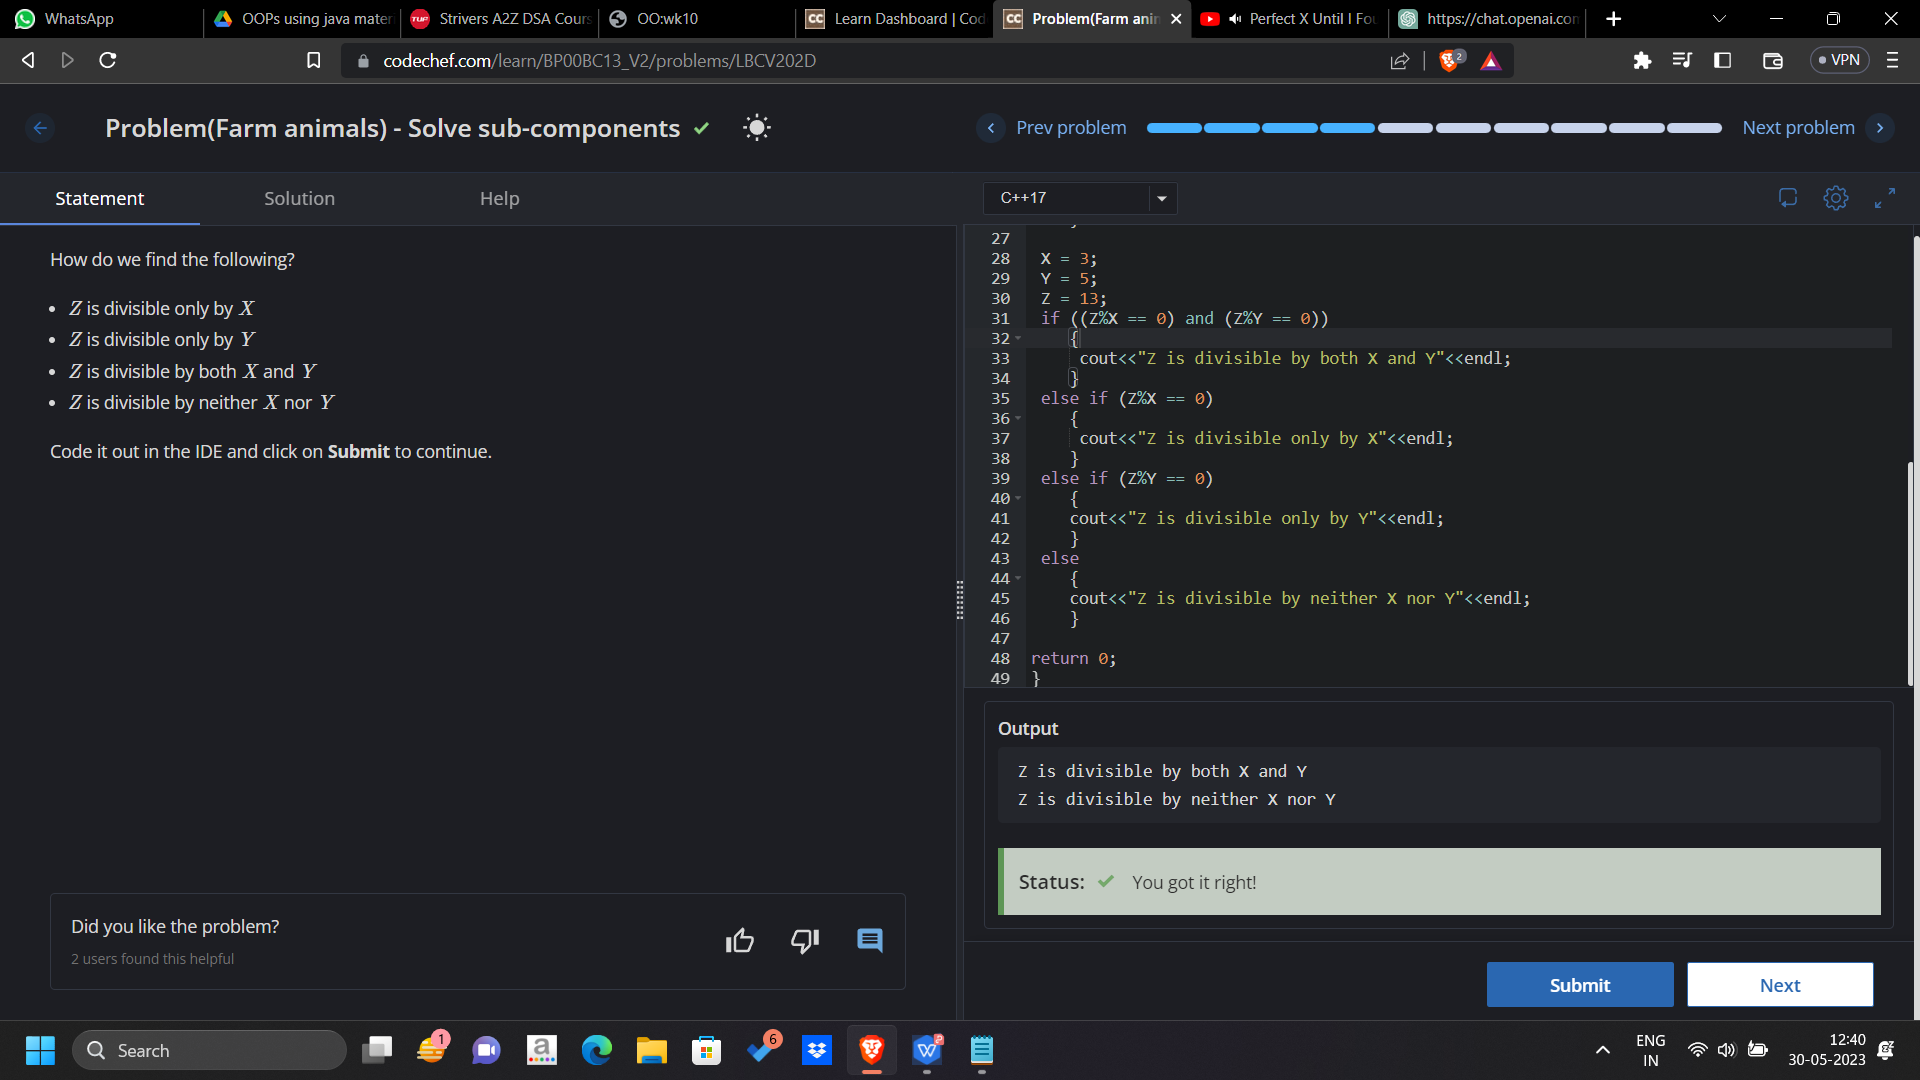 WhatsApp
OOPs using java mater
Strivers A2Z DSA Cours
OO:wk10
Learn Dashboard | Cod
Problem(Farm anim
Perfect X Until I Fou
https://chat.openai.com
codechef.com/learn/BP00BC13_V2/problems/LBCV202D
2
VPN
Problem(Farm animals) - Solve sub-components
Prev problem
Next problem
Statement
Solution
Help
C++17
How do we find the following?
• Z is divisible only by X
• Z is divisible only by Y
• Z is divisible by both X and Y
• Z is divisible by neither X nor Y
Code it out in the IDE and click on Submit to continue.
27
28 X = 3;
29 Y = 5;
30 Z = 13;
31 if ((Z%X == 0) and (Z%Y == 0))
32 {
33 cout<<"Z is divisible by both X and Y"<<endl;
34 }
35 else if (Z%X == 0)
36 {
37 cout<<"Z is divisible only by X"<<endl;
38 }
39 else if (Z%Y == 0)
40 {
41 cout<<"Z is divisible only by Y"<<endl;
42 }
43 else
44 {
45 cout<<"Z is divisible by neither X nor Y"<<endl;
46 }
47
48 return 0;
49 }
Output
Z is divisible by both X and Y
Z is divisible by neither X nor Y
Status: You got it right!
Did you like the problem?
2 users found this helpful
Submit
Next
Search
1
6
ENG
IN
12:40
30-05-2023